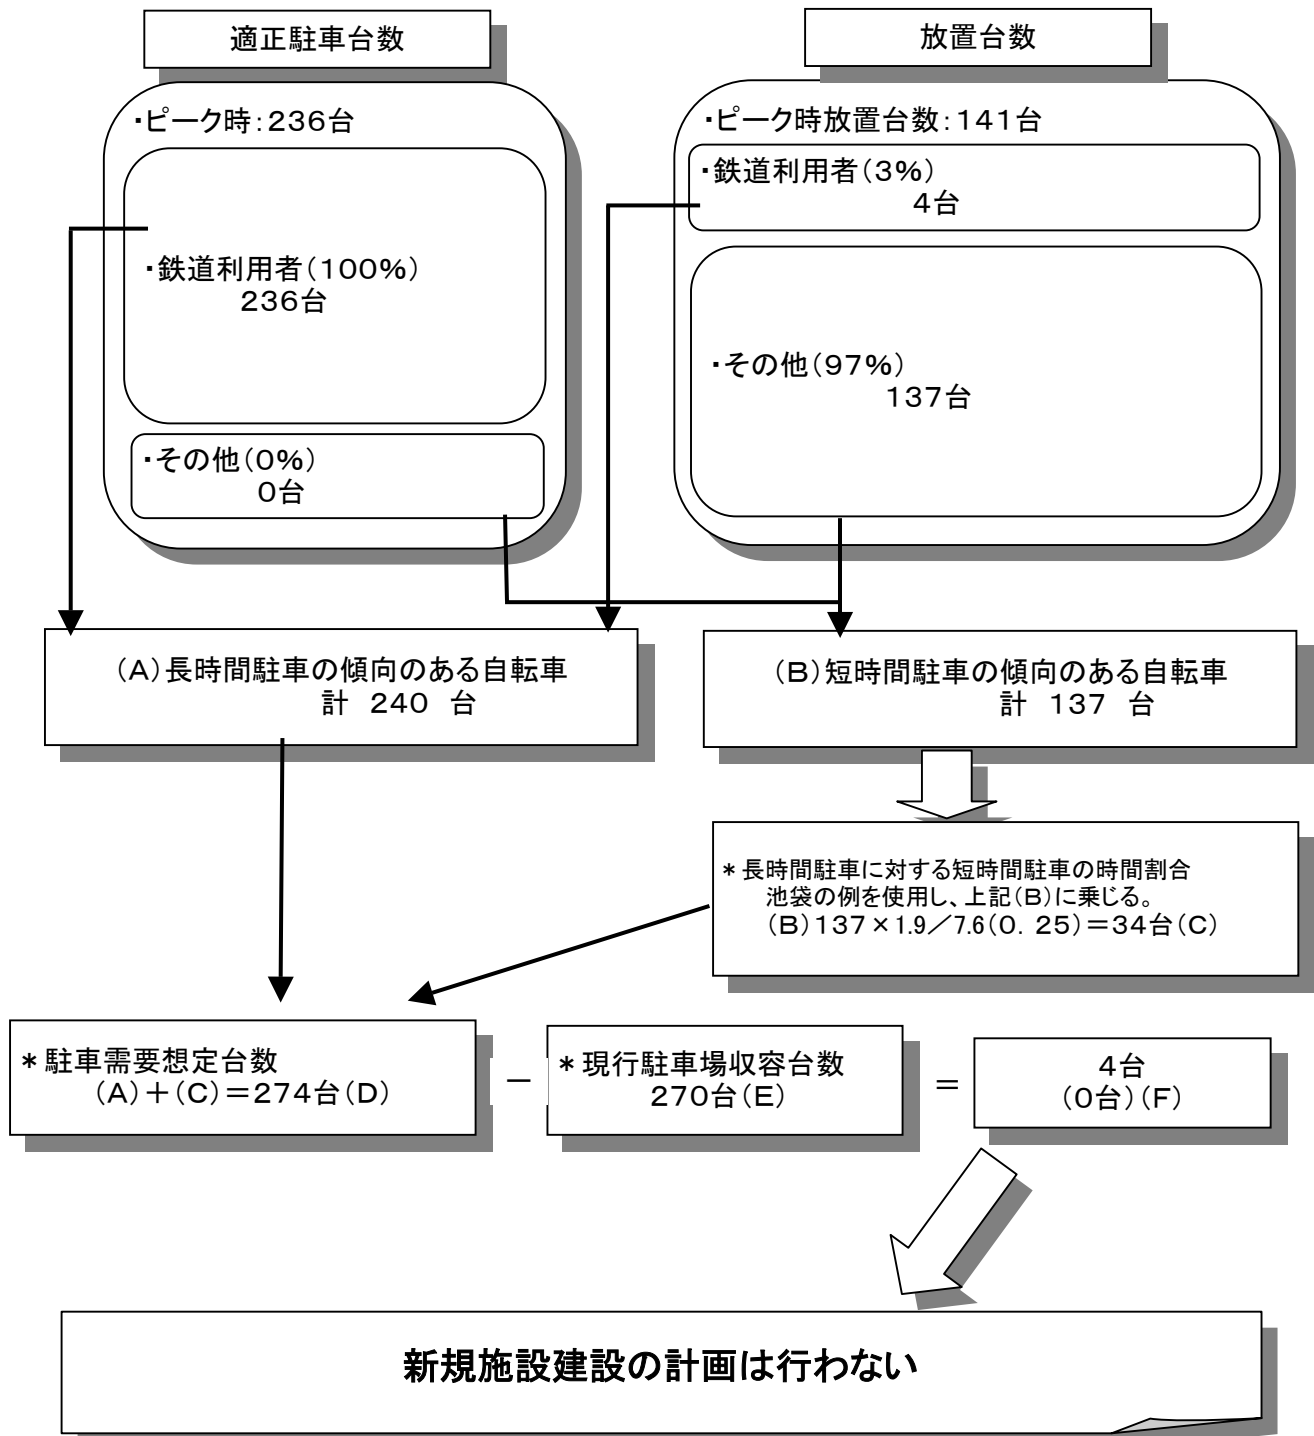 適正駐車台数
・ピーク時：236台
・鉄道利用者（100％）
236台
・その他（0％）
0台
放置台数
・ピーク時放置台数：141台
・鉄道利用者（3％）
4台
・その他（97％）
137台
（A）長時間駐車の傾向のある自転車
計 240 台
（B）短時間駐車の傾向のある自転車
計 137 台
＊長時間駐車に対する短時間駐車の時間割合
池袋の例を使用し、上記（B）に乗じる。
（B）137×1.9／7.6（0．25）＝34台（C）
＊駐車需要想定台数
（A）＋（C）＝274台（D）
－
＊現行駐車場収容台数
270台（E）
＝
4台
（0台）（F）
新規施設建設の計画は行わない